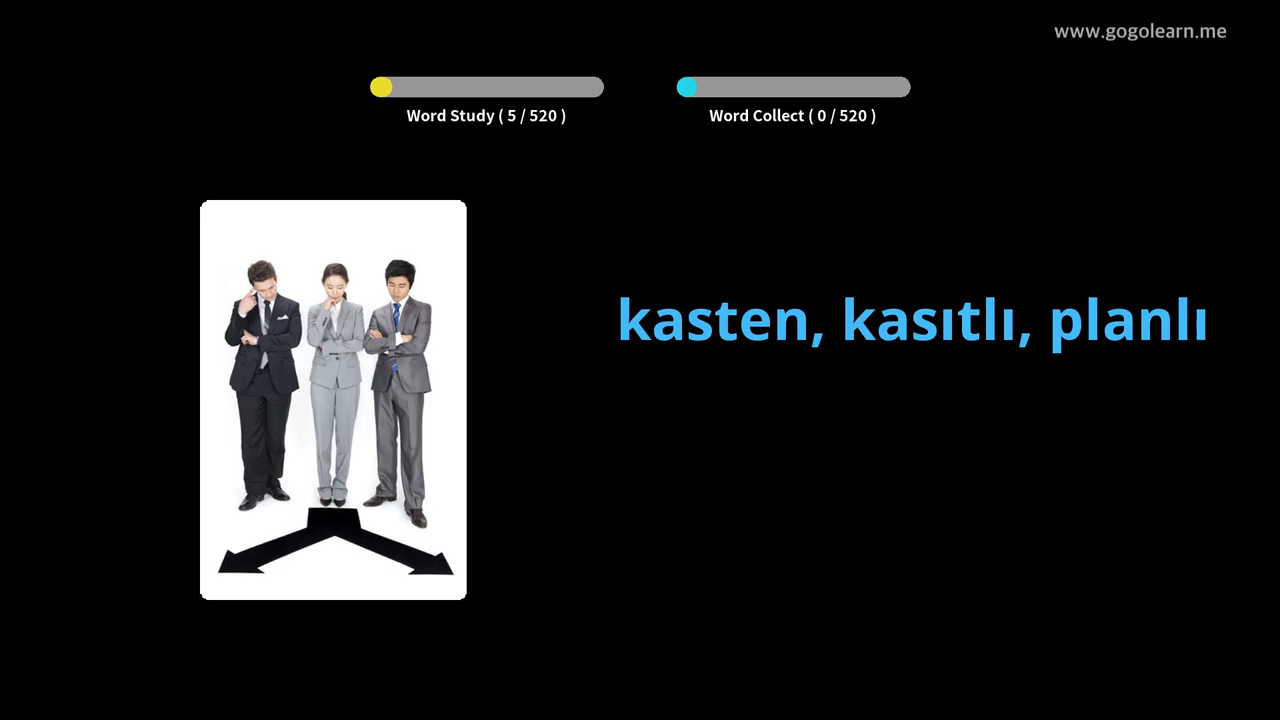 www.gogolearn.me
Word Study ( 5 / 520 )
Word Collect ( 0 / 520 )
kasten, kasıtlı, planlı